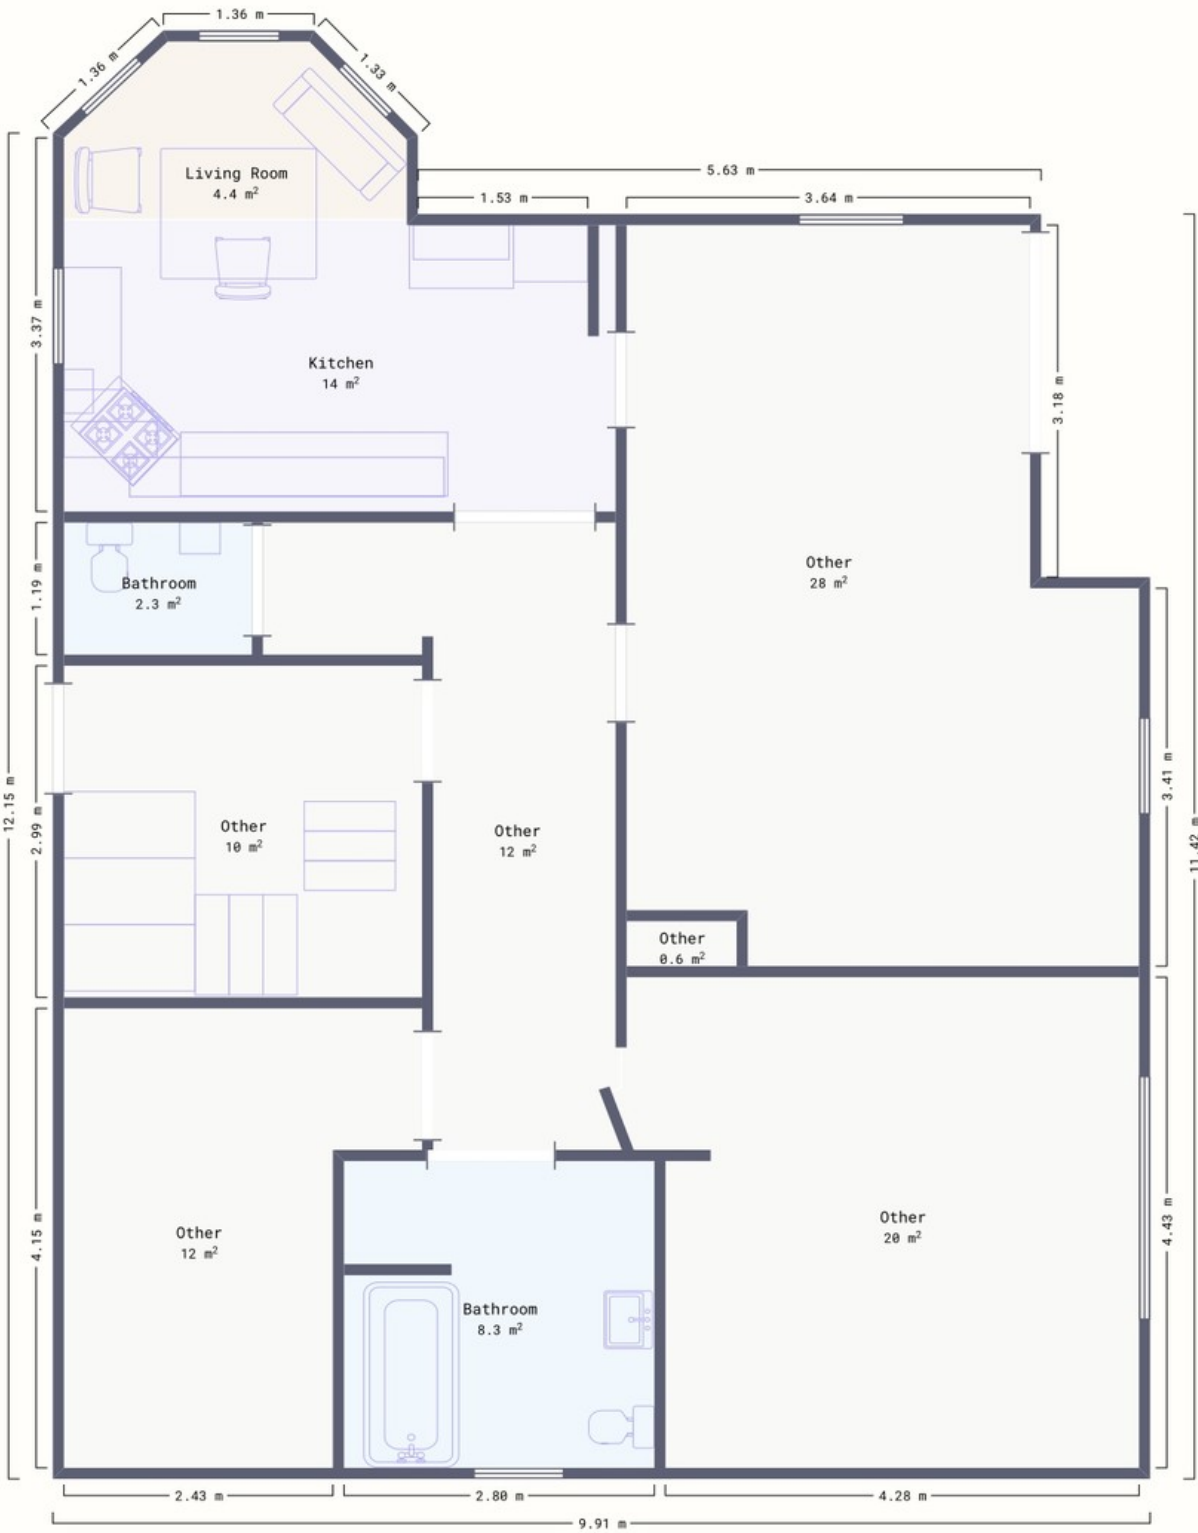 1.36 m
1.36 m
1.33 m
Living Room
4.4 m²
5.63 m
1.53 m
3.64 m
3.37 m
Kitchen
14 m²
3.18 m
Other
28 m²
1.19 m
Bathroom
2.3 m²
12.15 m
2.99 m
Other
10 m²
Other
12 m²
3.41 m
11.42 m
Other
0.6 m²
4.15 m
Other
12 m²
Other
20 m²
4.43 m
Bathroom
8.3 m²
2.43 m
2.80 m
4.28 m
9.91 m